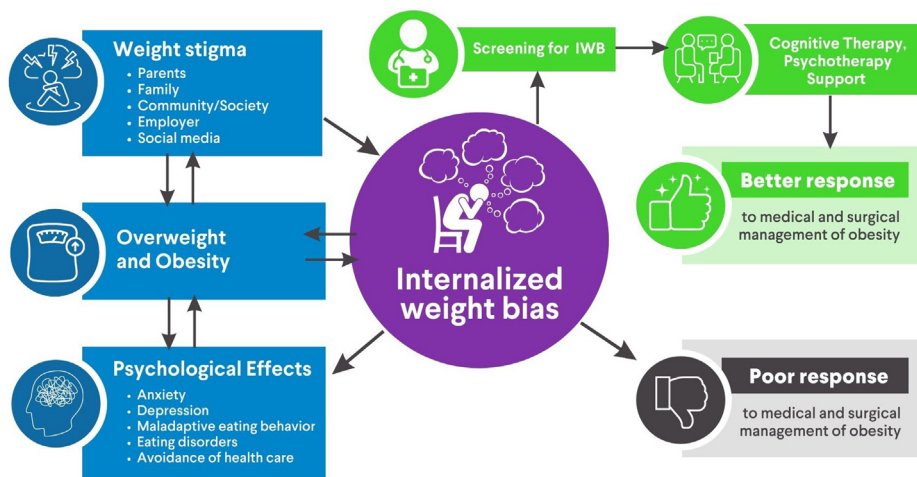 Weight stigma
• Parents
• Family
• Community/Society
• Employer
• Social media
Overweight
and Obesity
Psychological Effects
• Anxiety
• Depression
• Maladaptive eating behavior
• Eating disorders
• Avoidance of health care
Internalized
weight bias
Screening for IWB
Cognitive Therapy,
Psychotherapy
Support
Better response
to medical and surgical
management of obesity
Poor response
to medical and surgical
management of obesity